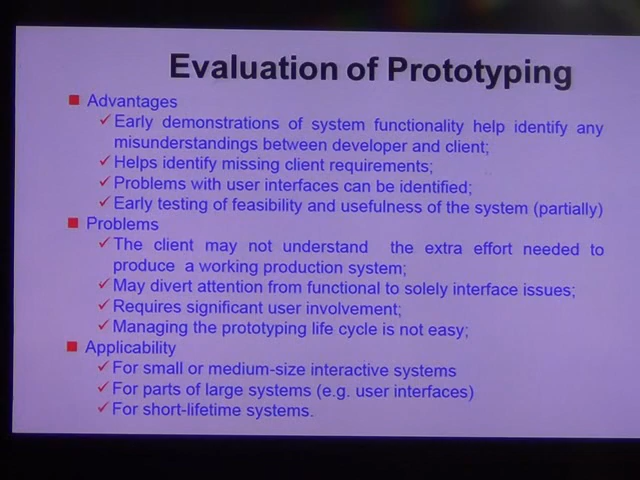 Evaluation of Prototyping
Advantages
Early demonstrations of system functionality help identify any
misunderstandings between developer and client;
Helps identify missing client requirements;
Problems with user interfaces can be identified;
Early testing of feasibility and usefulness of the system (partially)
Problems
The client may not understand the extra effort needed to
produce a working production system;
May divert attention from functional to solely interface issues;
Requires significant user involvement;
Managing the prototyping life cycle is not easy;
Applicability
For small or medium-size interactive systems
For parts of large systems (e.g. user interfaces)
For short-lifetime systems.